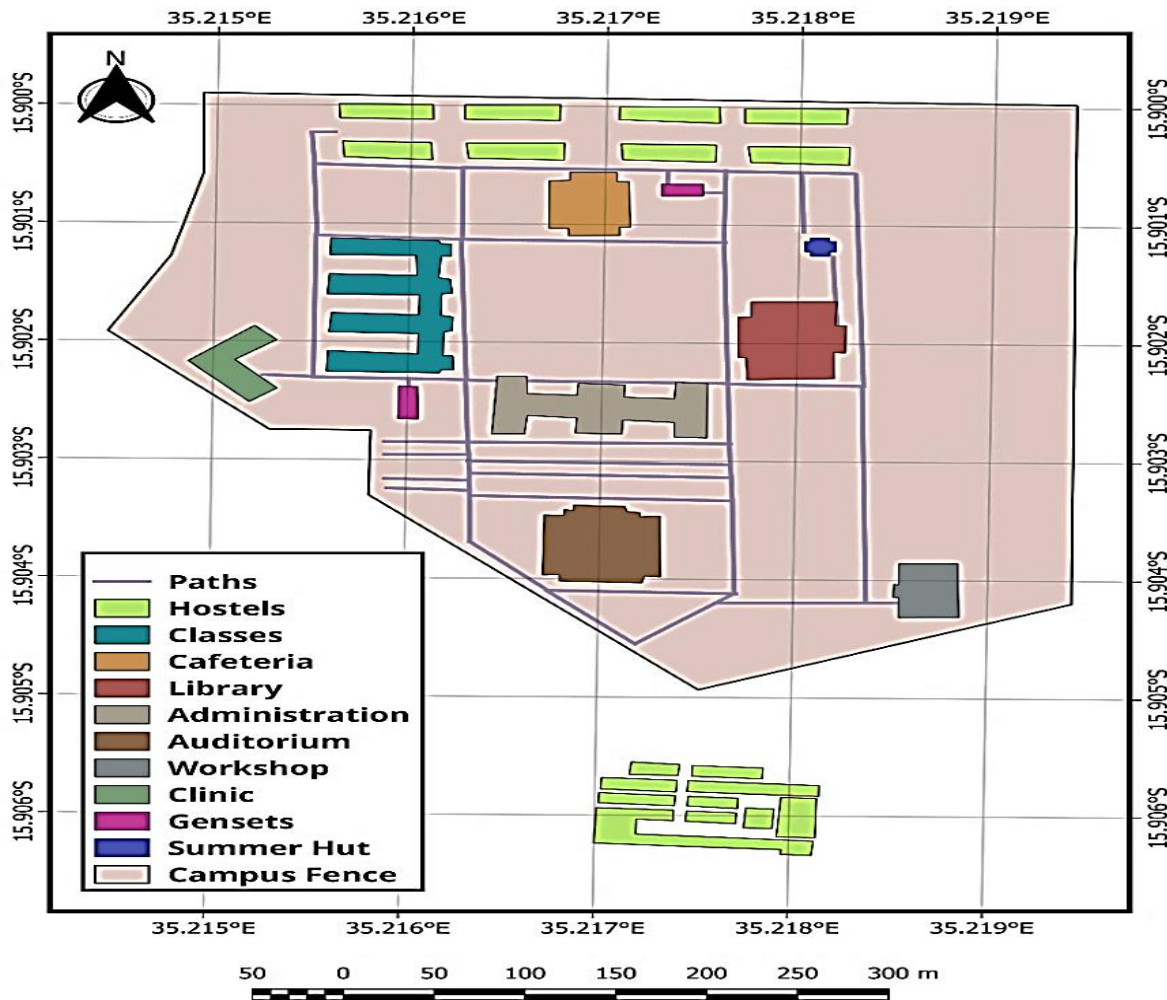 35.215°E 35.216°E 35.217°E 35.218°E 35.219°E
N
15.900°S 15.900°S
15.901°S 15.901°S
15.902°S 15.902°S
15.903°S 15.903°S
15.904°S 15.904°S
15.905°S 15.905°S
15.906°S 15.906°S
Paths
Hostels
Classes
Cafeteria
Library
Administration
Auditorium
Workshop
Clinic
Gensets
Summer Hut
Campus Fence
35.215°E 35.216°E 35.217°E 35.218°E 35.219°E
50 0 50 100 150 200 250 300 m